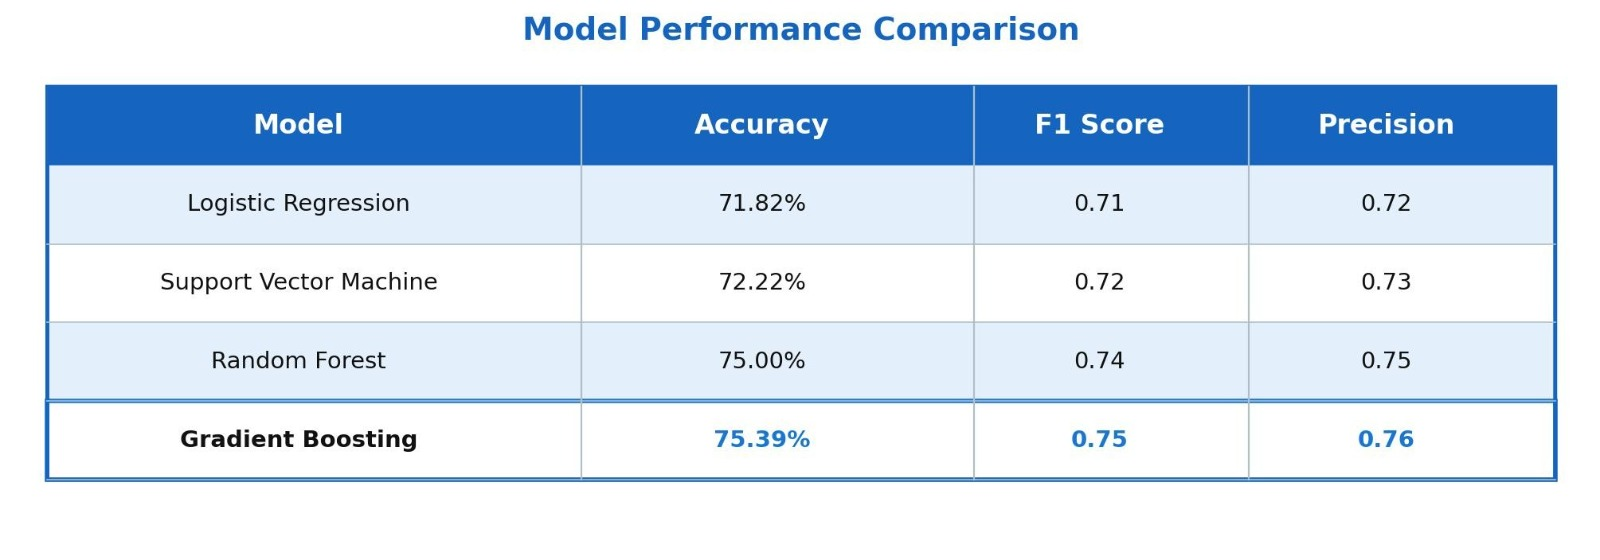 Model Performance Comparison
Model Accuracy F1 Score Precision
Logistic Regression 71.82% 0.71 0.72
Support Vector Machine 72.22% 0.72 0.73
Random Forest 75.00% 0.74 0.75
Gradient Boosting 75.39% 0.75 0.76